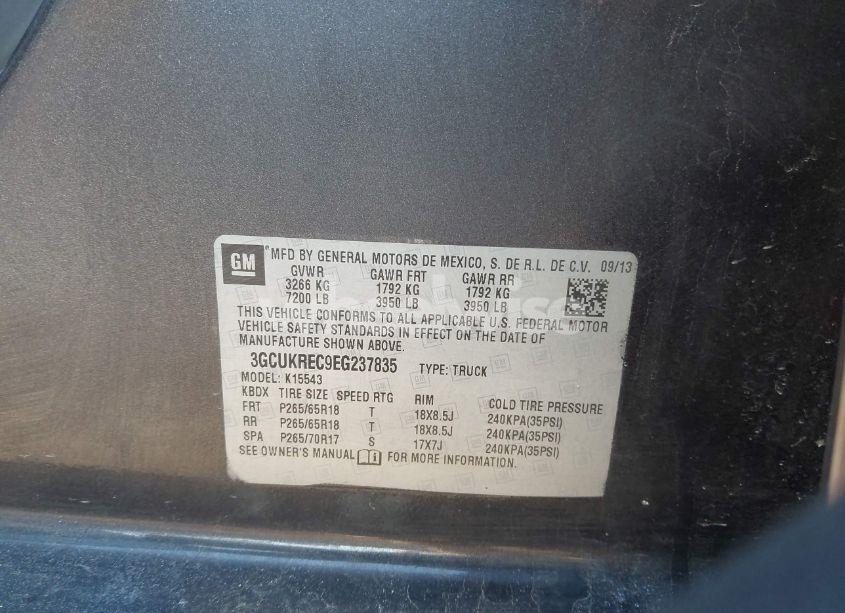 GM
MFD BY GENERAL MOTORS DE MEXICO, S. DE R.L. DE C.V. 09/13
GVWR GAWR FRT GAWR RR
3266 KG 1792 KG 1792 KG
7200 LB 3950 LB 3950 LB
THIS VEHICLE CONFORMS TO ALL APPLICABLE U.S. FEDERAL MOTOR
VEHICLE SAFETY STANDARDS IN EFFECT ON THE DATE OF
MANUFACTURE SHOWN ABOVE.
3GCUKREC9EG237835 TYPE: TRUCK
MODEL: K15543
KBDX TIRE SIZE SPEED RTG RIM COLD TIRE PRESSURE
FRT P265/65R18 T 18X8.5J 240KPA(35PSI)
RR P265/65R18 T 18X8.5J 240KPA(35PSI)
SPA P265/70R17 S 17X7J 240KPA(35PSI)
SEE OWNER'S MANUAL FOR MORE INFORMATION.